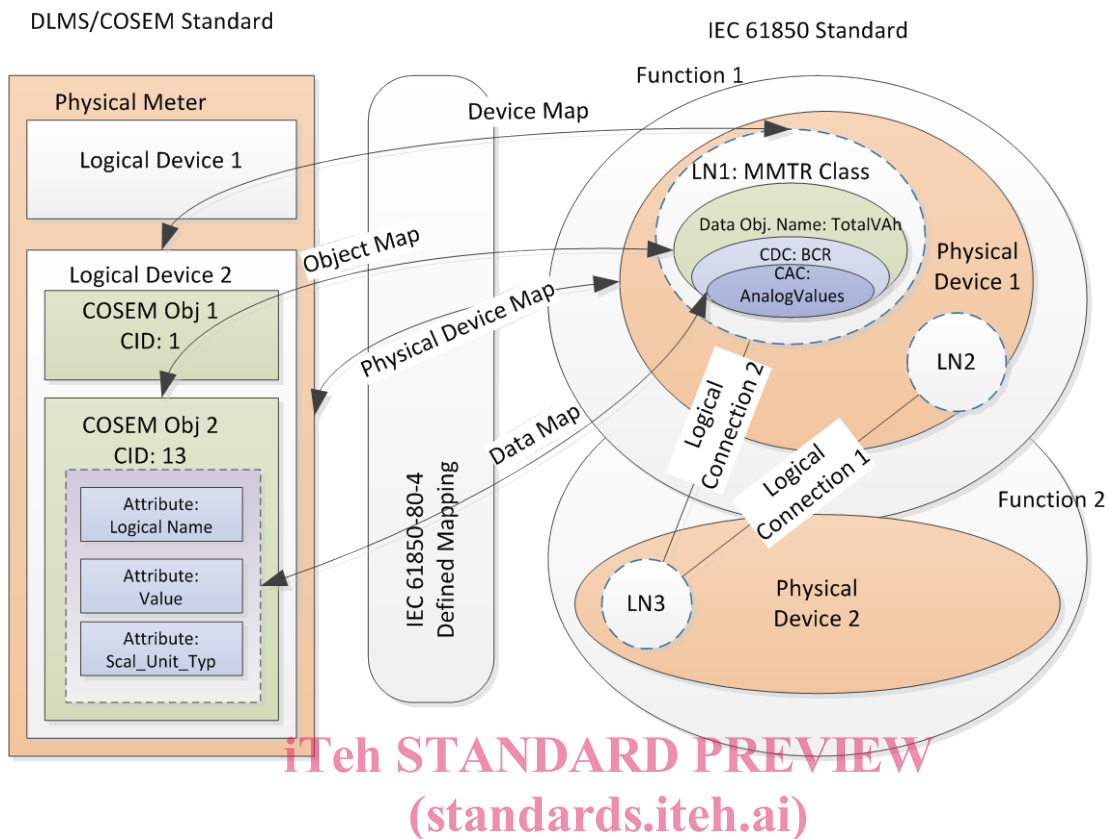 DLMS/COSEM Standard
IEC 61850 Standard
Physical Meter
Logical Device 1
Logical Device 2
COSEM Obj 1
CID: 1
COSEM Obj 2
CID: 13
Attribute:
Logical Name
Attribute:
Value
Attribute:
Scal_Unit_Typ
Device Map
Object Map
Physical Device Map
Data Map
IEC 61850-80-4
Defined Mapping
Function 1
LN1: MMTR Class
Data Obj. Name: TotalVAh
CDC: BCR
CAC:
AnalogValues
Physical
Device 1
LN2
Logical
Connection 2
Logical
Connection 1
Function 2
LN3
Physical
Device 2
iTeh STANDARD PREVIEW
(standards.iteh.ai)